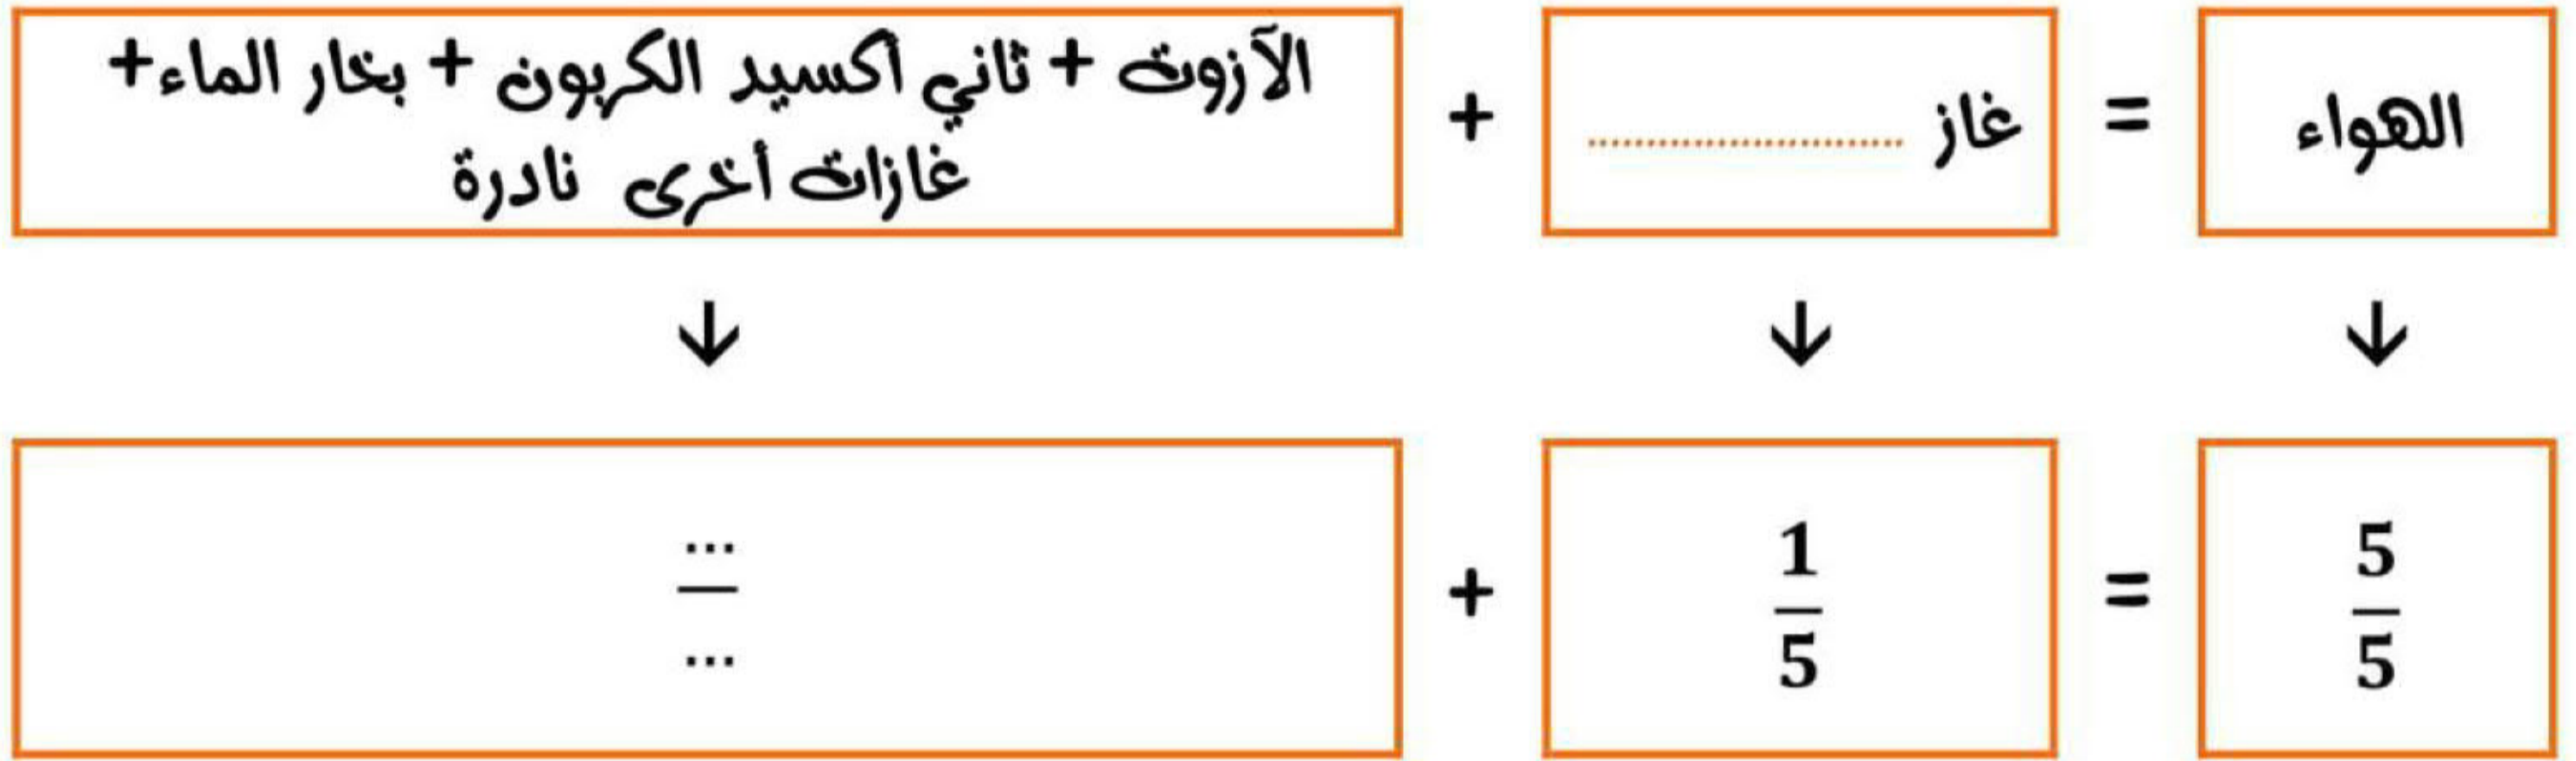 الهواء = غاز ........................ + الآزوت + ثاني أكسيد الكربون + بخار الماء+
غازات أخرى نادرة
↓ ↓ ↓
5/5 = 1/5 + .../...